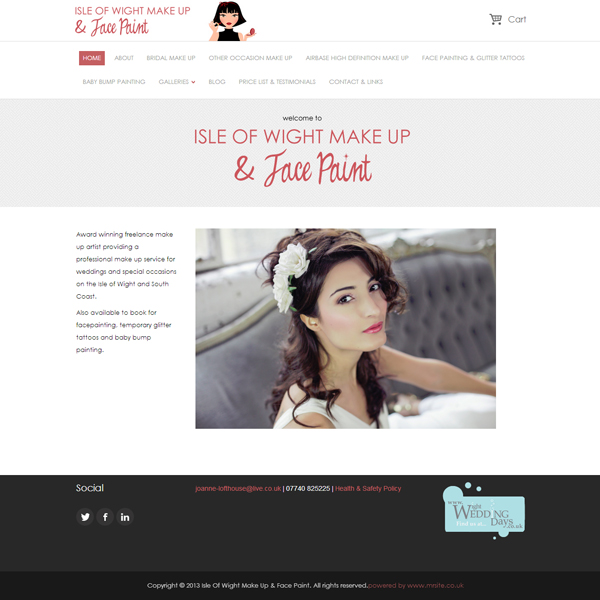 ISLE OF WIGHT MAKE UP
& Face Paint
Cart
HOME ABOUT BRIDAL MAKE UP OTHER OCCASION MAKE UP AIRBASE HIGH DEFINITION MAKE UP FACE PAINTING & GLITTER TATTOOS
BABY BUMP PAINTING GALLERIES BLOG PRICE LIST & TESTIMONIALS CONTACT & LINKS
welcome to
ISLE OF WIGHT MAKE UP
& Face Paint
Award winning freelance make
up artist providing a
professional make up service for
weddings and special occasions
on the Isle of Wight and South
Coast.
Also available to book for
facepainting, temporary glitter
tattoos and baby bump
painting.
Social
joanne-lofthouse@live.co.uk | 07740 825225 | Health & Safety Policy
www.
Wight
WEDDING
Find us at...
Days
.co.uk
Copyright © 2013 Isle Of Wight Make Up & Face Paint. All rights reserved.powered by www.mnite.co.uk